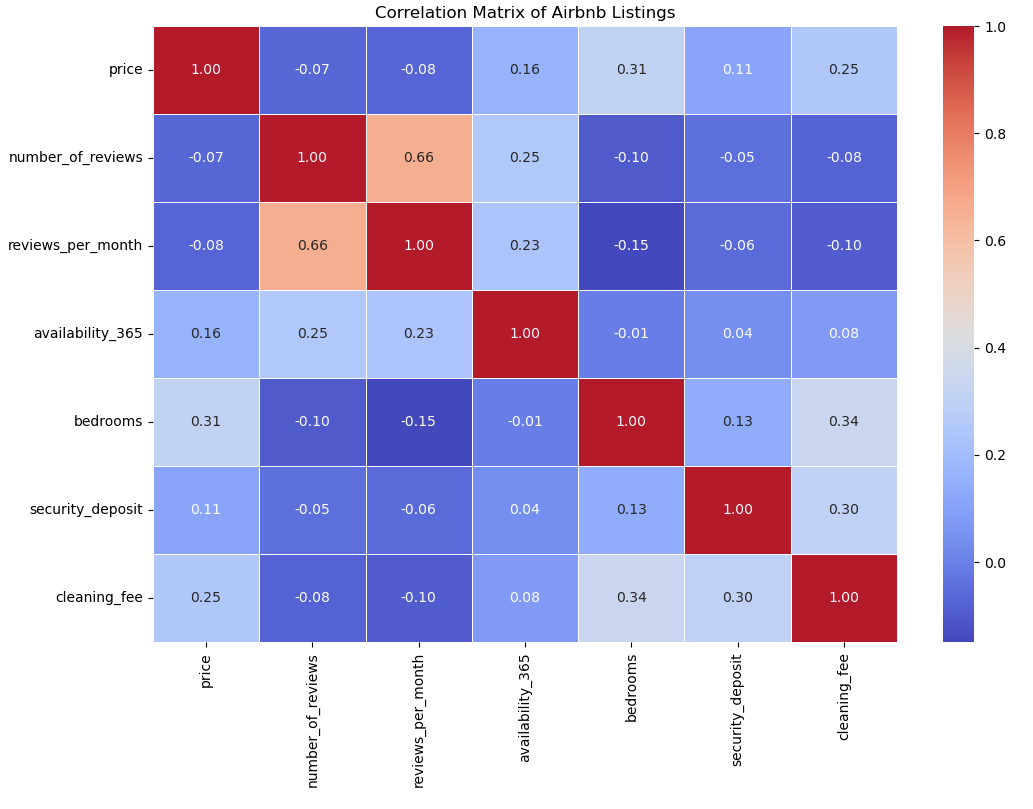 Correlation Matrix of Airbnb Listings
price 1.00 -0.07 -0.08 0.16 0.31 0.11 0.25
number_of_reviews -0.07 1.00 0.66 0.25 -0.10 -0.05 -0.08
reviews_per_month -0.08 0.66 1.00 0.23 -0.15 -0.06 -0.10
availability_365 0.16 0.25 0.23 1.00 -0.01 0.04 0.08
bedrooms 0.31 -0.10 -0.15 -0.01 1.00 0.13 0.34
security_deposit 0.11 -0.05 -0.06 0.04 0.13 1.00 0.30
cleaning_fee 0.25 -0.08 -0.10 0.08 0.34 0.30 1.00
price
number_of_reviews
reviews_per_month
availability_365
bedrooms
security_deposit
cleaning_fee
1.0
0.8
0.6
0.4
0.2
0.0